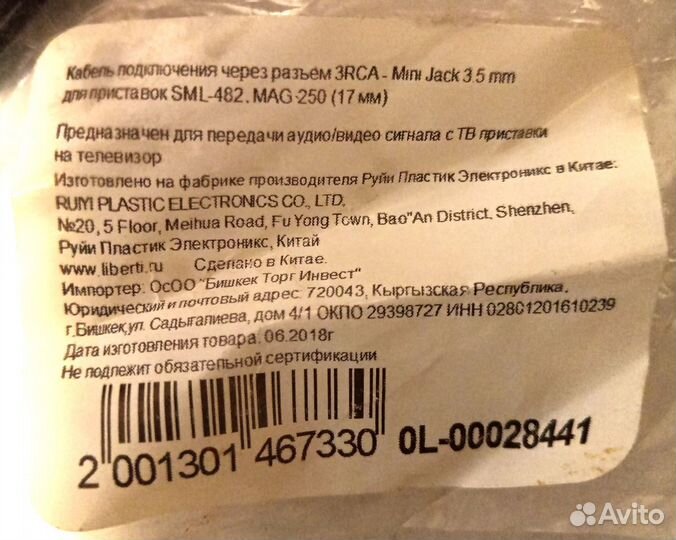 Кабель подключения через разъем 3RCA - Mini Jack 3.5 mm
для приставок SML-482. MAG-250 (17 мм)
Предназначен для передачи аудио/видео сигнала с ТВ приставки
на телевизор
Изготовлено на фабрике производителя Руйи Пластик Электроникс в Китае:
RUIYI PLASTIC ELECTRONICS CO., LTD.
№20, 5 Floor, Meihua Road, Fu Yong Town, Bao"An District, Shenzhen,
Руйи Пластик Электроникс, Китай
www.liberti.ru Сделано в Китае.
Импортер: ОсОО "Бишкек Торг Инвест"
Юридический и почтовый адрес: 720043, Кыргызская Республика,
г.Бишкек,ул. Садыгалиева, дом 4/1 ОКПО 29398727 ИНН 02801201610239
Дата изготовления товара: 06.2018г
Не подлежит обязательной сертификации
2 001301 467330 0L-00028441
Avito